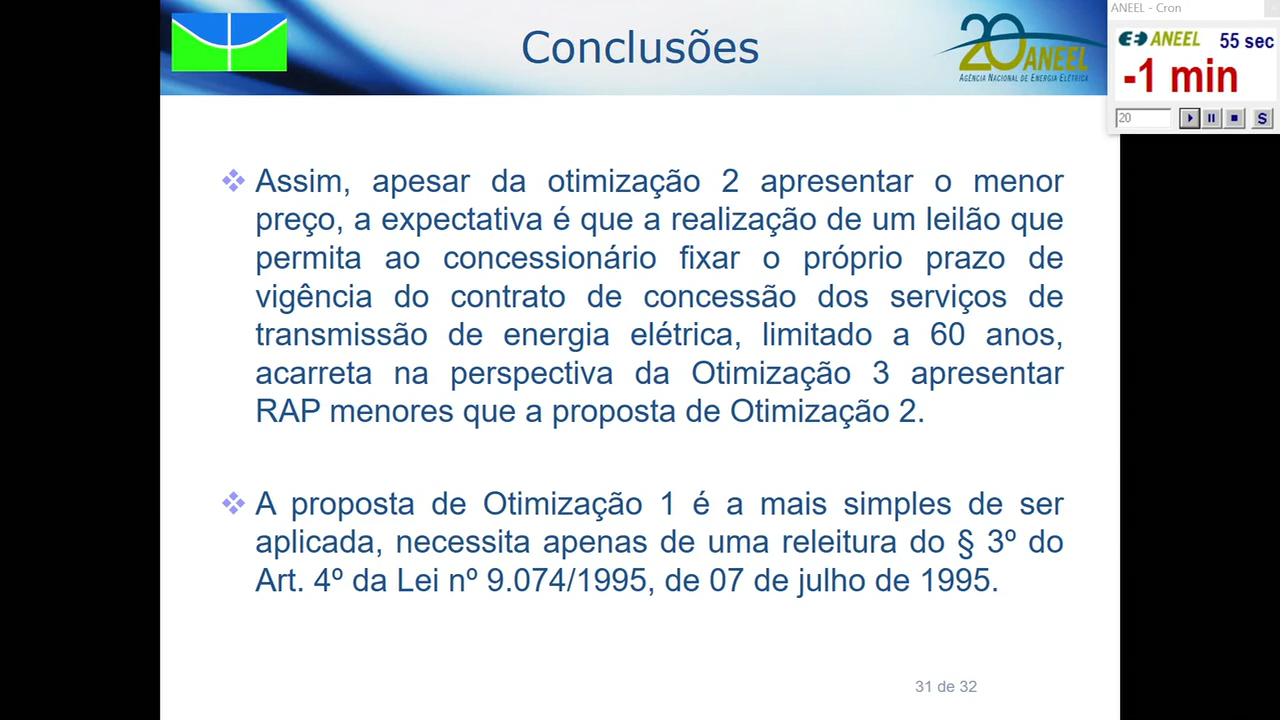 Conclusões
20 ANEEL
AGÊNCIA NACIONAL DE ENERGIA ELÉTRICA
ANEEL - Cron
ANEEL 55 sec
-1 min
20
S
Assim, apesar da otimização 2 apresentar o menor
preço, a expectativa é que a realização de um leilão que
permita ao concessionário fixar o próprio prazo de
vigência do contrato de concessão dos serviços de
transmissão de energia elétrica, limitado a 60 anos,
acarreta na perspectiva da Otimização 3 apresentar
RAP menores que a proposta de Otimização 2.
A proposta de Otimização 1 é a mais simples de ser
aplicada, necessita apenas de uma releitura do § 3º do
Art. 4º da Lei nº 9.074/1995, de 07 de julho de 1995.
31 de 32